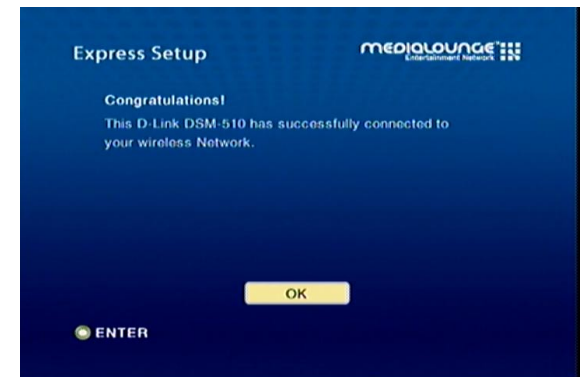 Express Setup
MEDIALOUNGE
Entertainment Network
Congratulations!
This D-Link DSM-510 has successfully connected to
your wireless Network.
OK
ENTER